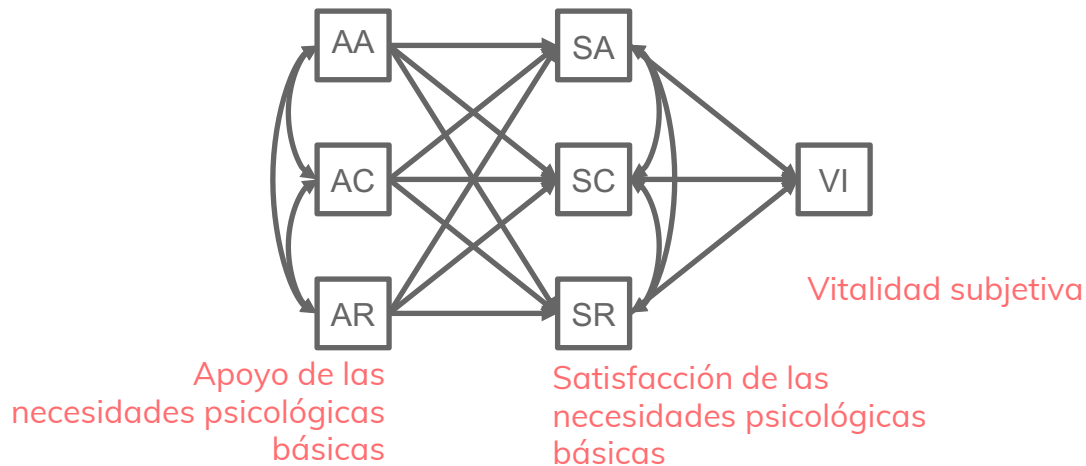 AA
SA
AC
SC
VI
AR
SR
Vitalidad subjetiva
Apoyo de las
necesidades psicológicas
básicas
Satisfacción de las
necesidades psicológicas
básicas